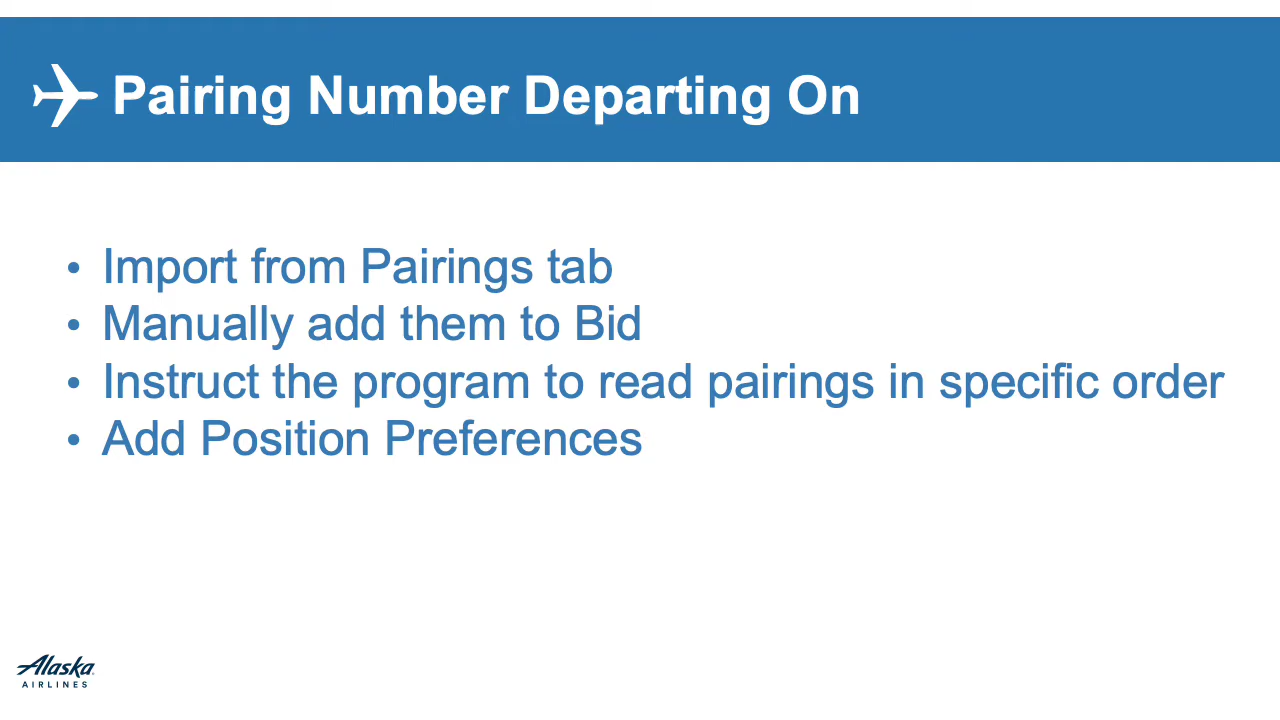 Pairing Number Departing On
• Import from Pairings tab
• Manually add them to Bid
• Instruct the program to read pairings in specific order
• Add Position Preferences
Alaska
AIRLINES